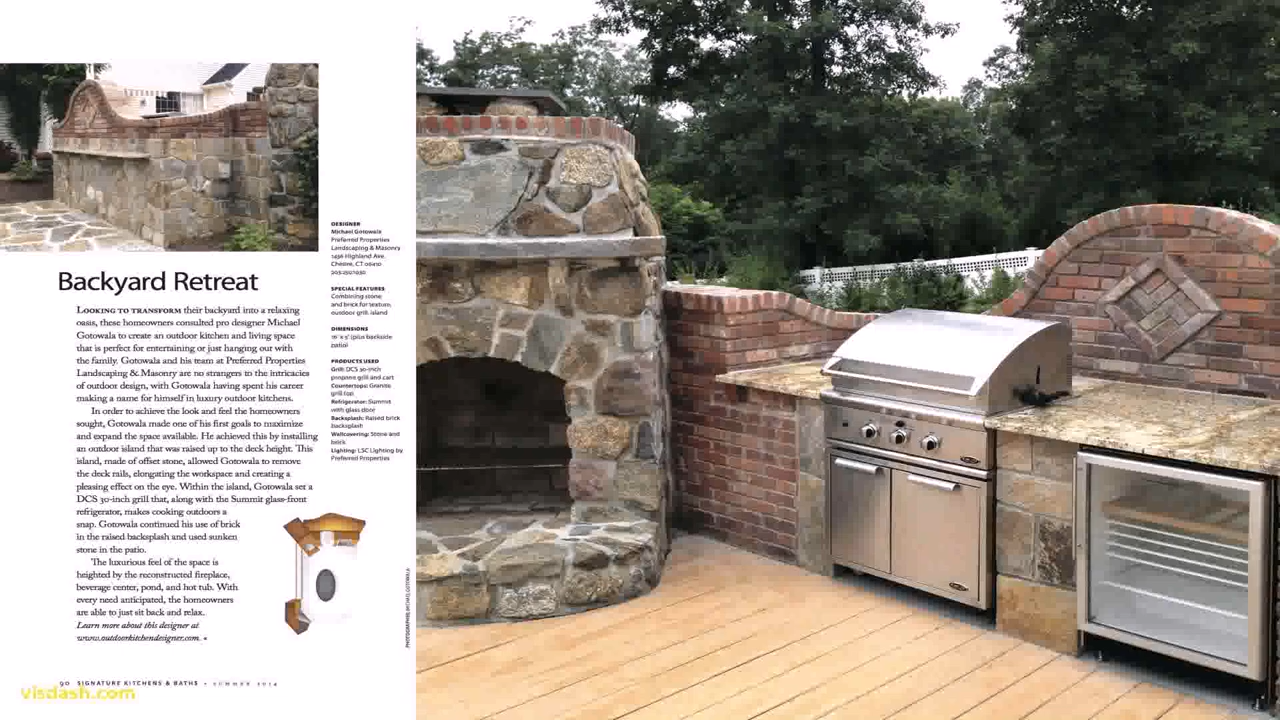 Backyard Retreat
LOOKING TO TRANSFORM their backyard into a relaxing
oasis, these homeowners consulted pro designer Michael
Gotowala to create an outdoor kitchen and living space
that is perfect for entertaining or just hanging out with
the family. Gotowala and his team at Preferred Properties
Landscaping & Masonry are no strangers to the intricacies
of outdoor design, with Gotowala having spent his career
making a name for himself in luxury outdoor kitchens.
In order to achieve the look and feel the homeowners
sought, Gotowala made one of his first goals to maximize
and expand the space available. He achieved this by installing
an outdoor island that was raised up to the deck height. This
island, made of offset stone, allowed Gotowala to remove
the deck rails, elongating the workspace and creating a
pleasing effect on the eye. Within the island, Gotowala set a
DCS 30-inch grill that, along with the Summit glass-front
refrigerator, makes cooking outdoors a
snap. Gotowala continued his use of brick
in the raised backsplash and used sunken
stone in the patio.
The luxurious feel of the space is
heighted by the reconstructed fireplace,
beverage center, pond, and hot tub. With
every need anticipated, the homeowners
are able to just sit back and relax.
Learn more about this designer at
www.outdoorkitchendesigner.com.
DESIGNER
Michael Gotowala
Preferred Properties
Landscaping & Masonry
1456 Highland Ave.
Chesire, CT 06410
SPECIAL FEATURES
Combining stone
and brick for texture,
outdoor grill island
DIMENSIONS
(plus backside
patio)
PRODUCTS USED
Grill: DCS 30-inch
propane grill and cart
Countertops: Granite
grill top
Refrigerator: Summit
with glass door
Backsplash: Raised brick
backsplash
Wallcovering: Stone and
brick
Lighting: LSC Lighting by
Preferred Properties
90 SIGNATURE KITCHENS & BATHS • SUMMER 2014
visdash.com